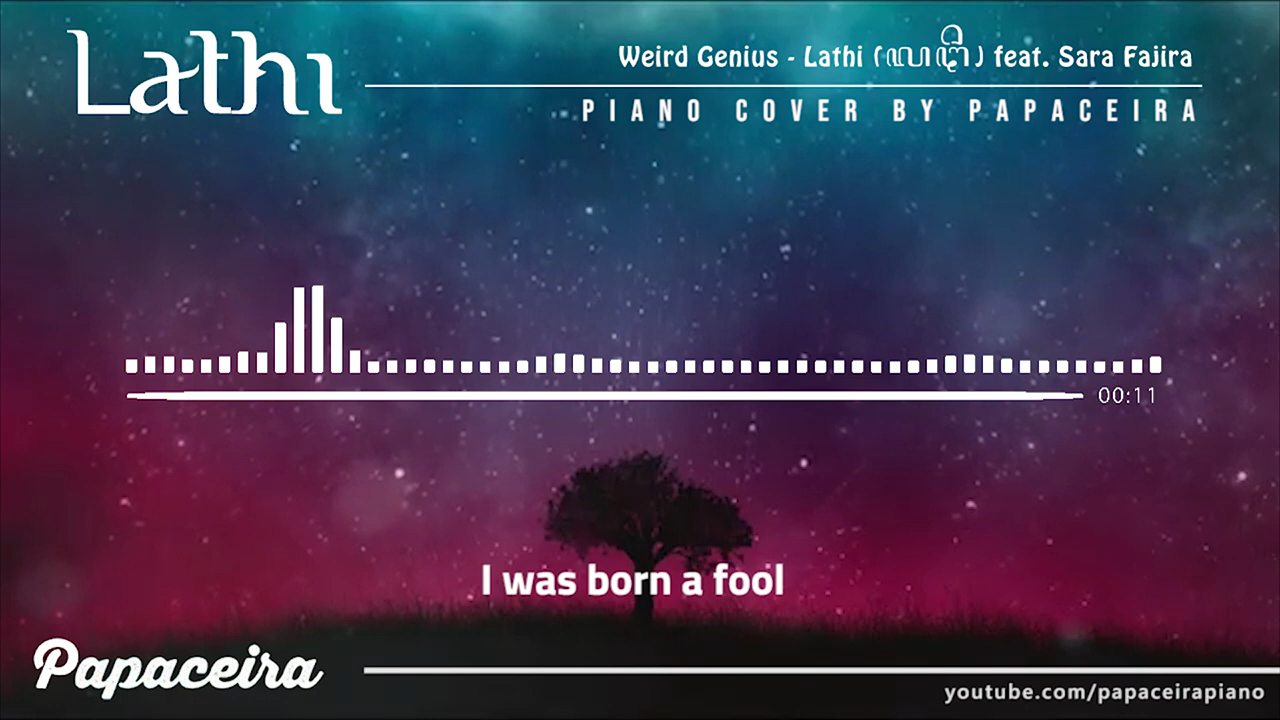 Lathi
Weird Genius - Lathi (ꦭꦛꦶ) feat. Sara Fajira
PIANO COVER BY PAPACEIRA
00:11
I was born a fool
Papaceira
youtube.com/papaceirapiano